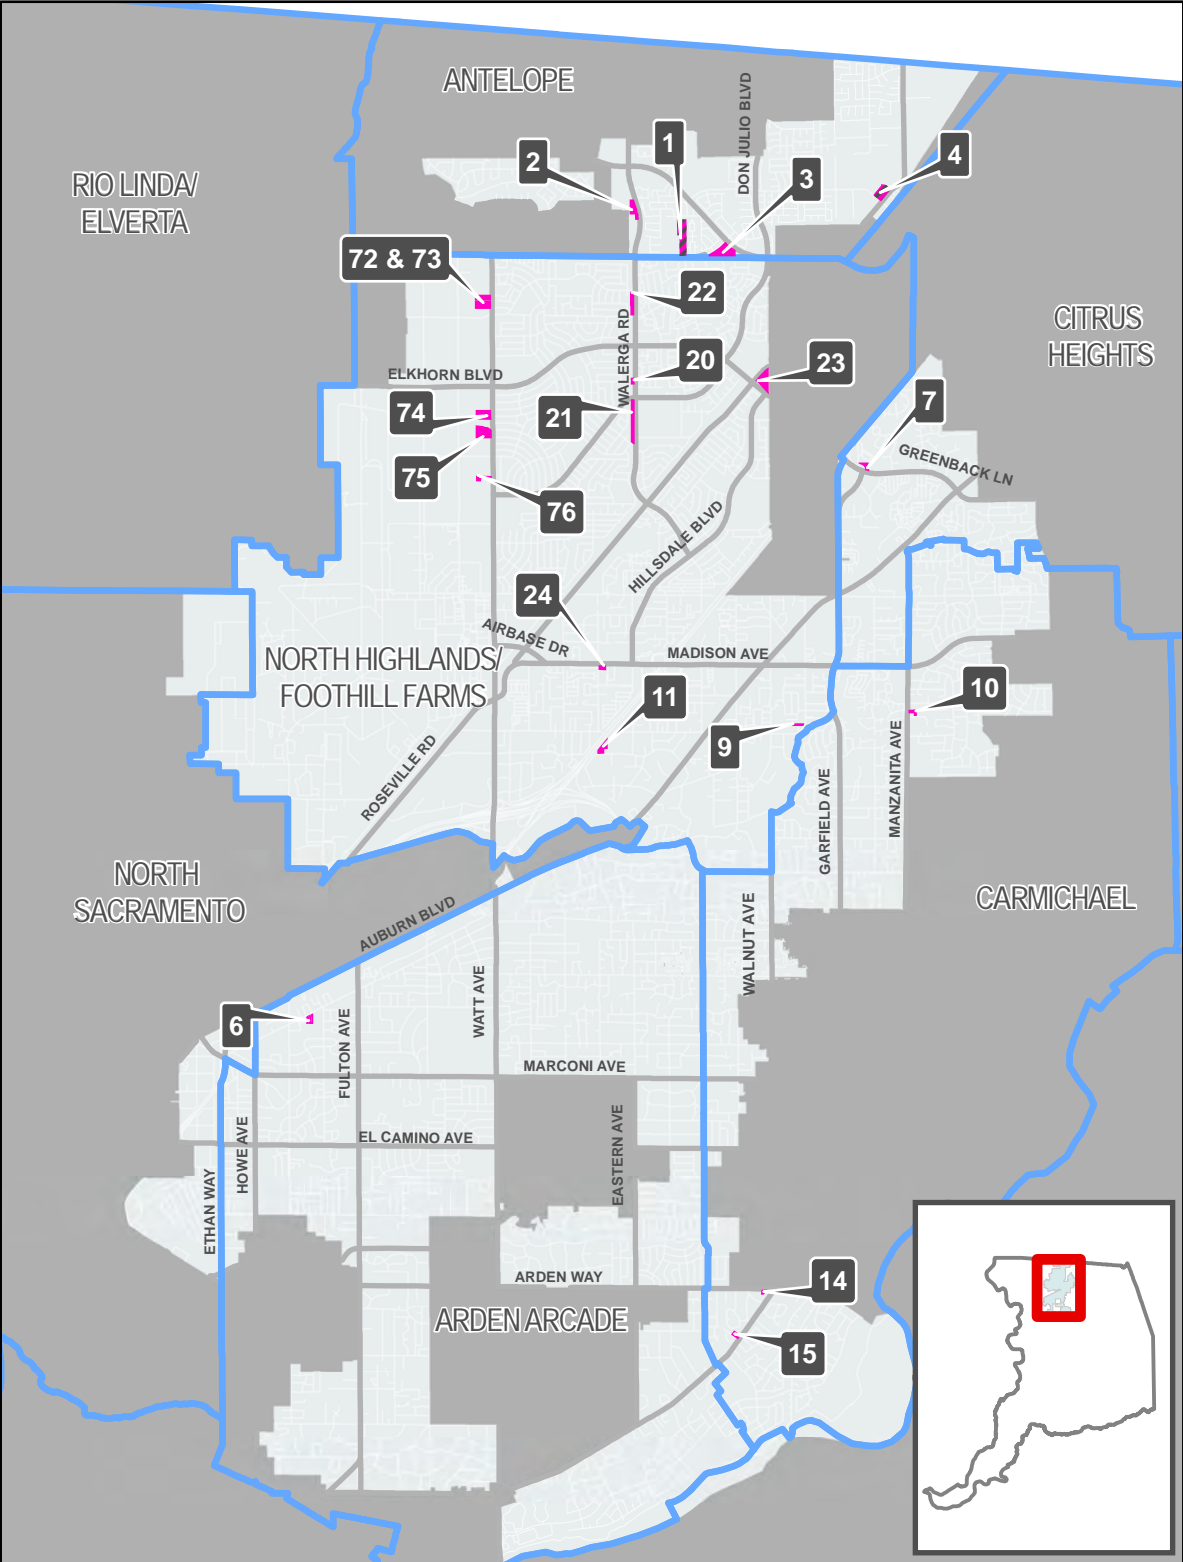 ANTELOPE
DON JULIO BLVD
1
2
4
3
RIO LINDA/
ELVERTA
72 & 73
22
WALERGA RD
CITRUS
HEIGHTS
20
23
ELKHORN BLVD
7
74
21
GREENBACK LN
75
76
HILLSDALE BLVD
24
AIRBASE DR
MADISON AVE
NORTH HIGHLANDS/
FOOTHILL FARMS
11
10
9
ROSEVILLE RD
MANZANITA AVE
GARFIELD AVE
NORTH
SACRAMENTO
CARMICHAEL
AUBURN BLVD
WALNUT AVE
WATT AVE
6
FULTON AVE
MARCONI AVE
EASTERN AVE
HOWE AVE
EL CAMINO AVE
ETHAN WAY
ARDEN WAY
14
ARDEN ARCADE
15